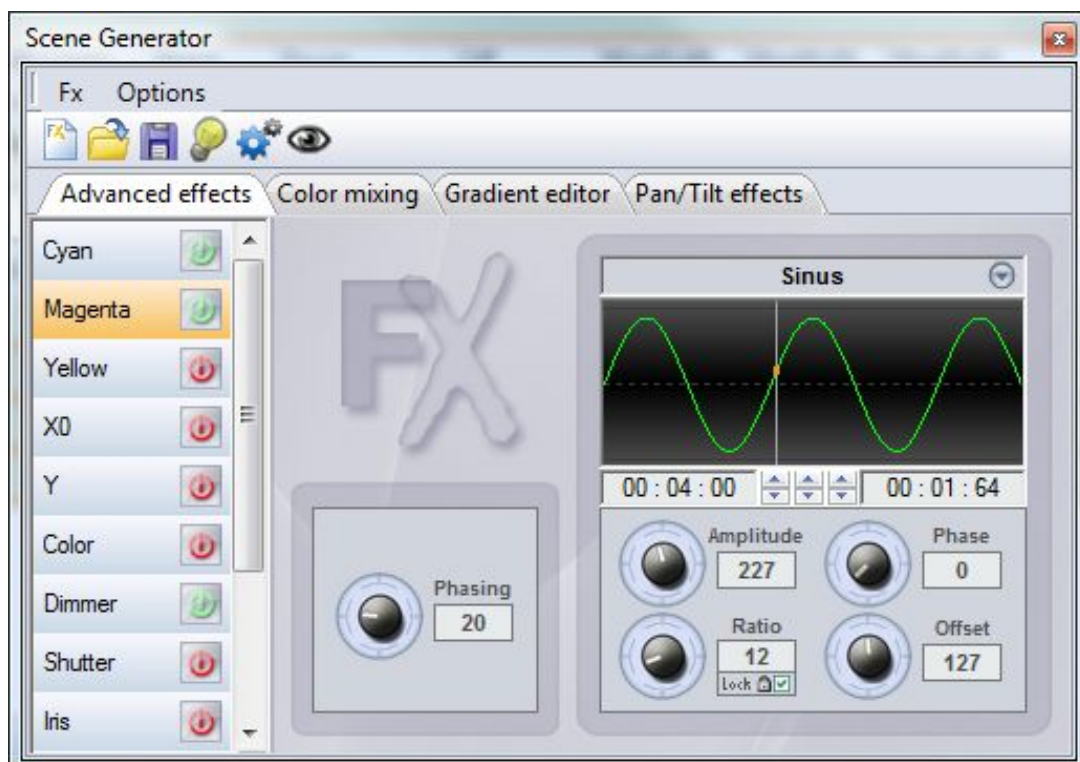 Scene Generator
Fx Options
FX
Advanced effects Color mixing Gradient editor Pan/Tilt effects
Cyan
Magenta
Yellow
X0
Y
Color
Dimmer
Shutter
Iris
FX
Phasing
20
Sinus
00 : 04 : 00 00 : 01 : 64
Amplitude
227
Phase
0
Ratio
12
Lock
Offset
127